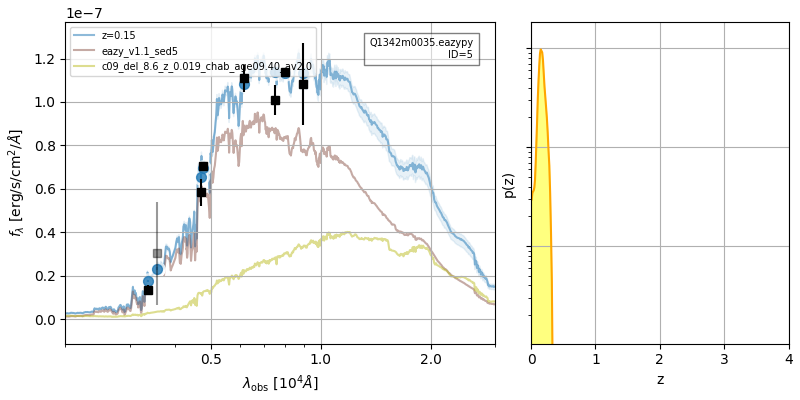 1e−7
z=0.15
eazy_v1.1_sed5
c09_del_8.6_z_0.019_chab_age09.40_av2.0
Q1342m0035.eazypy
ID=5
1.2
1.0
0.8
0.6
0.4
0.2
0.0
fλ [erg/s/cm²/Å]
0.5
1.0
2.0
λobs [10⁴Å]
p(z)
0
1
2
3
4
z